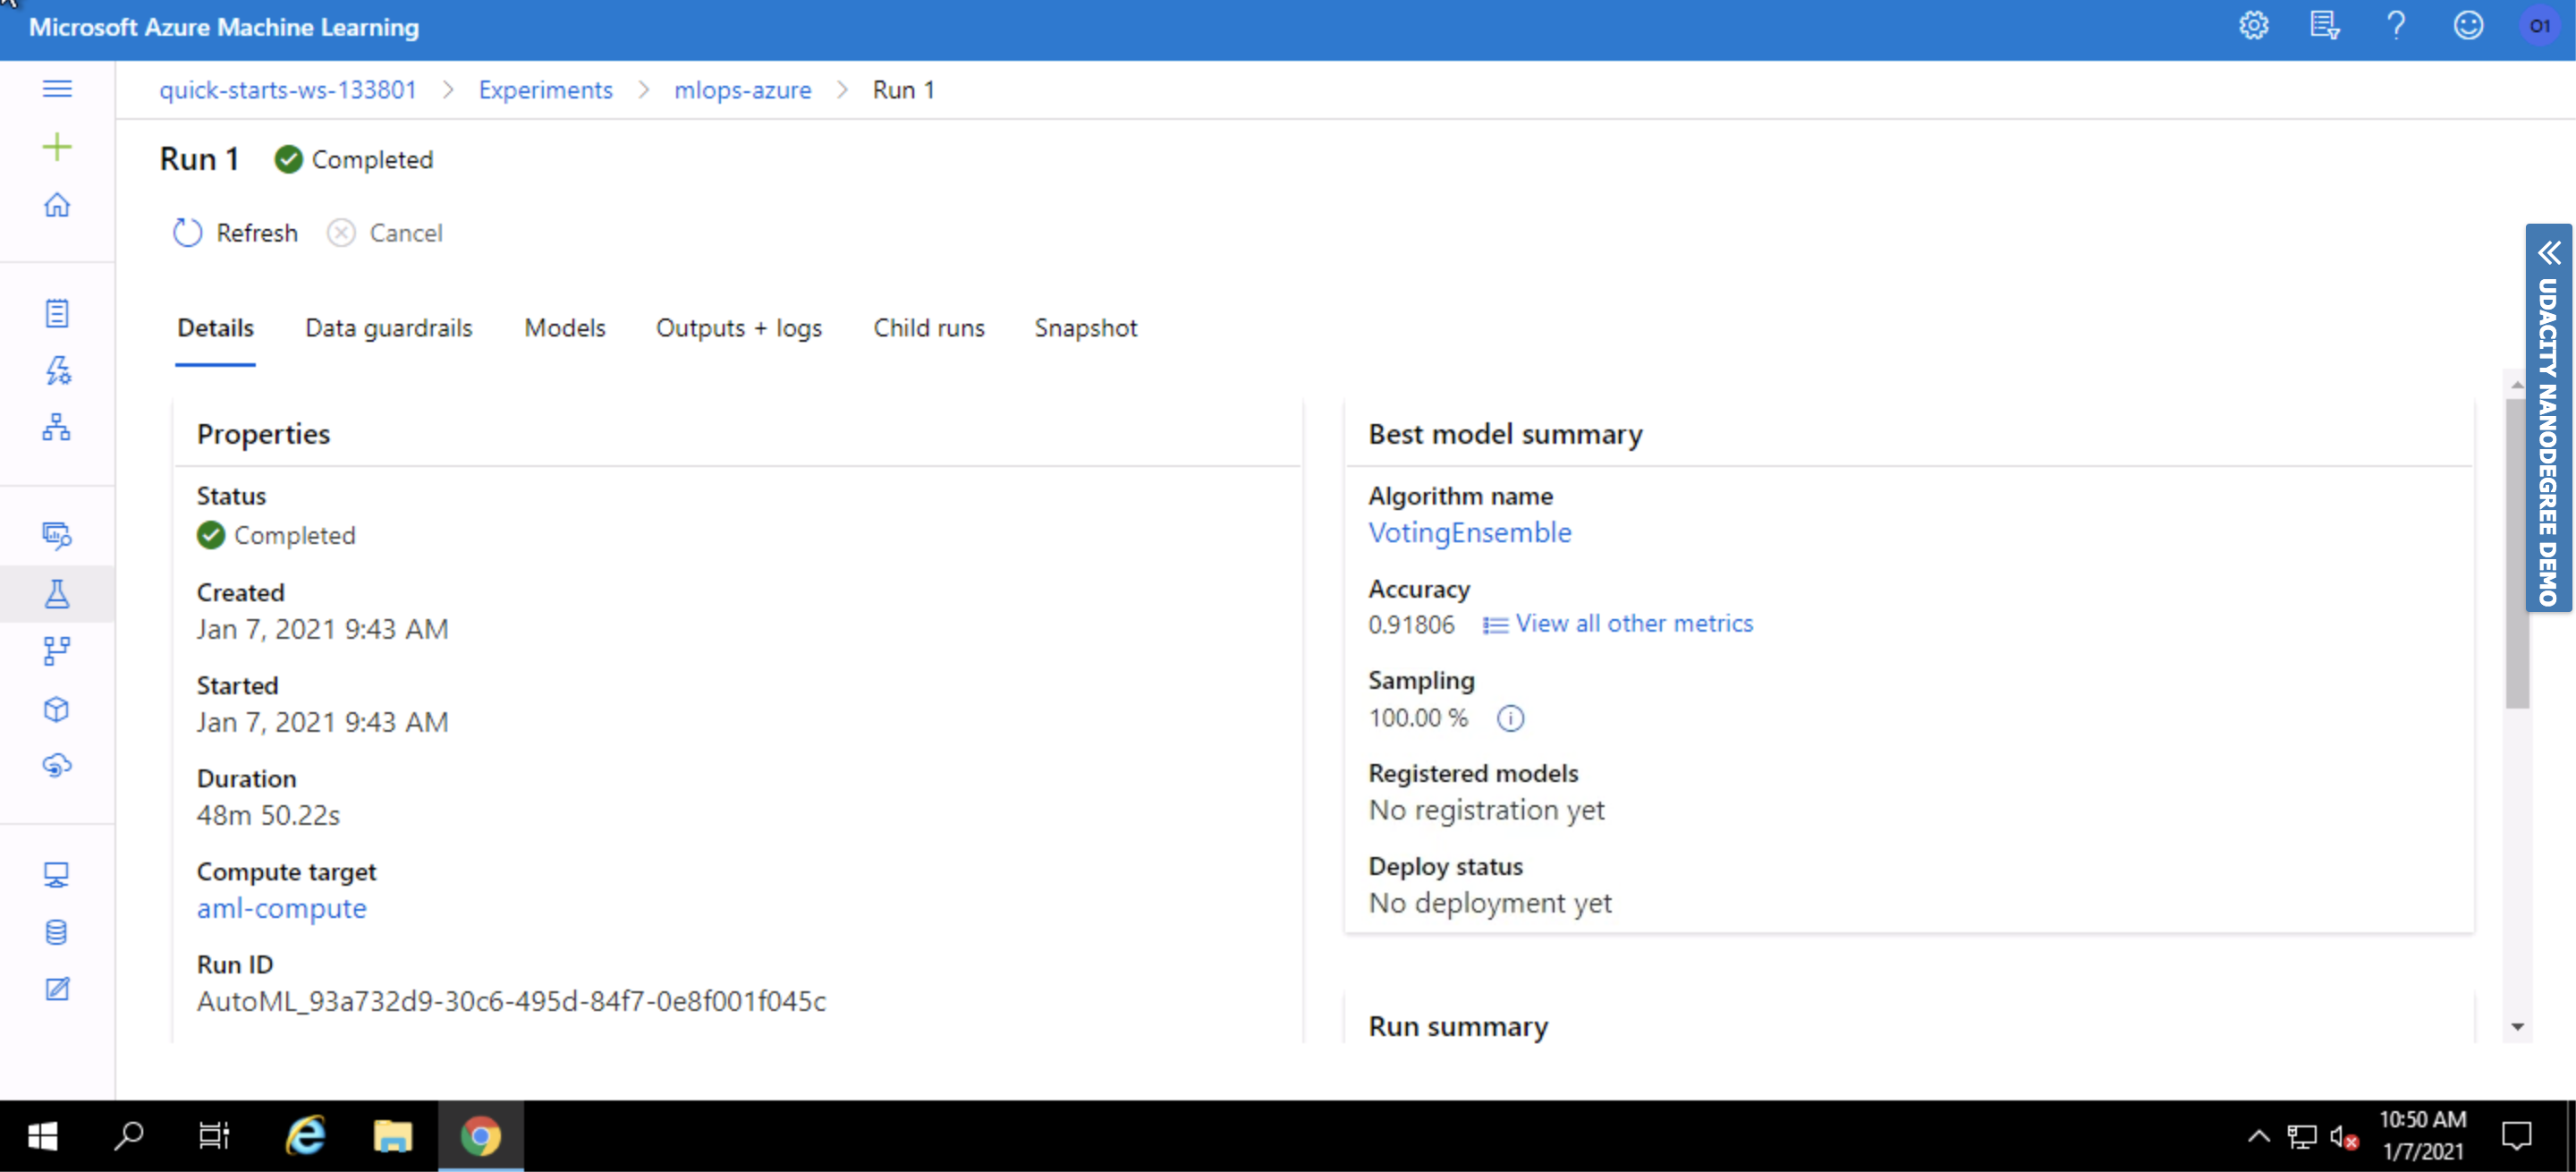 Microsoft Azure Machine Learning
O1
quick-starts-ws-133801 > Experiments > mlops-azure > Run 1
Run 1 Completed
Refresh Cancel
Details Data guardrails Models Outputs + logs Child runs Snapshot
Properties
Status
Completed
Created
Jan 7, 2021 9:43 AM
Started
Jan 7, 2021 9:43 AM
Duration
48m 50.22s
Compute target
aml-compute
Run ID
AutoML_93a732d9-30c6-495d-84f7-0e8f001f045c
Best model summary
Algorithm name
VotingEnsemble
Accuracy
0.91806 View all other metrics
Sampling
100.00 %
Registered models
No registration yet
Deploy status
No deployment yet
Run summary
UDACITY NANODEGREE DEMO
10:50 AM
1/7/2021